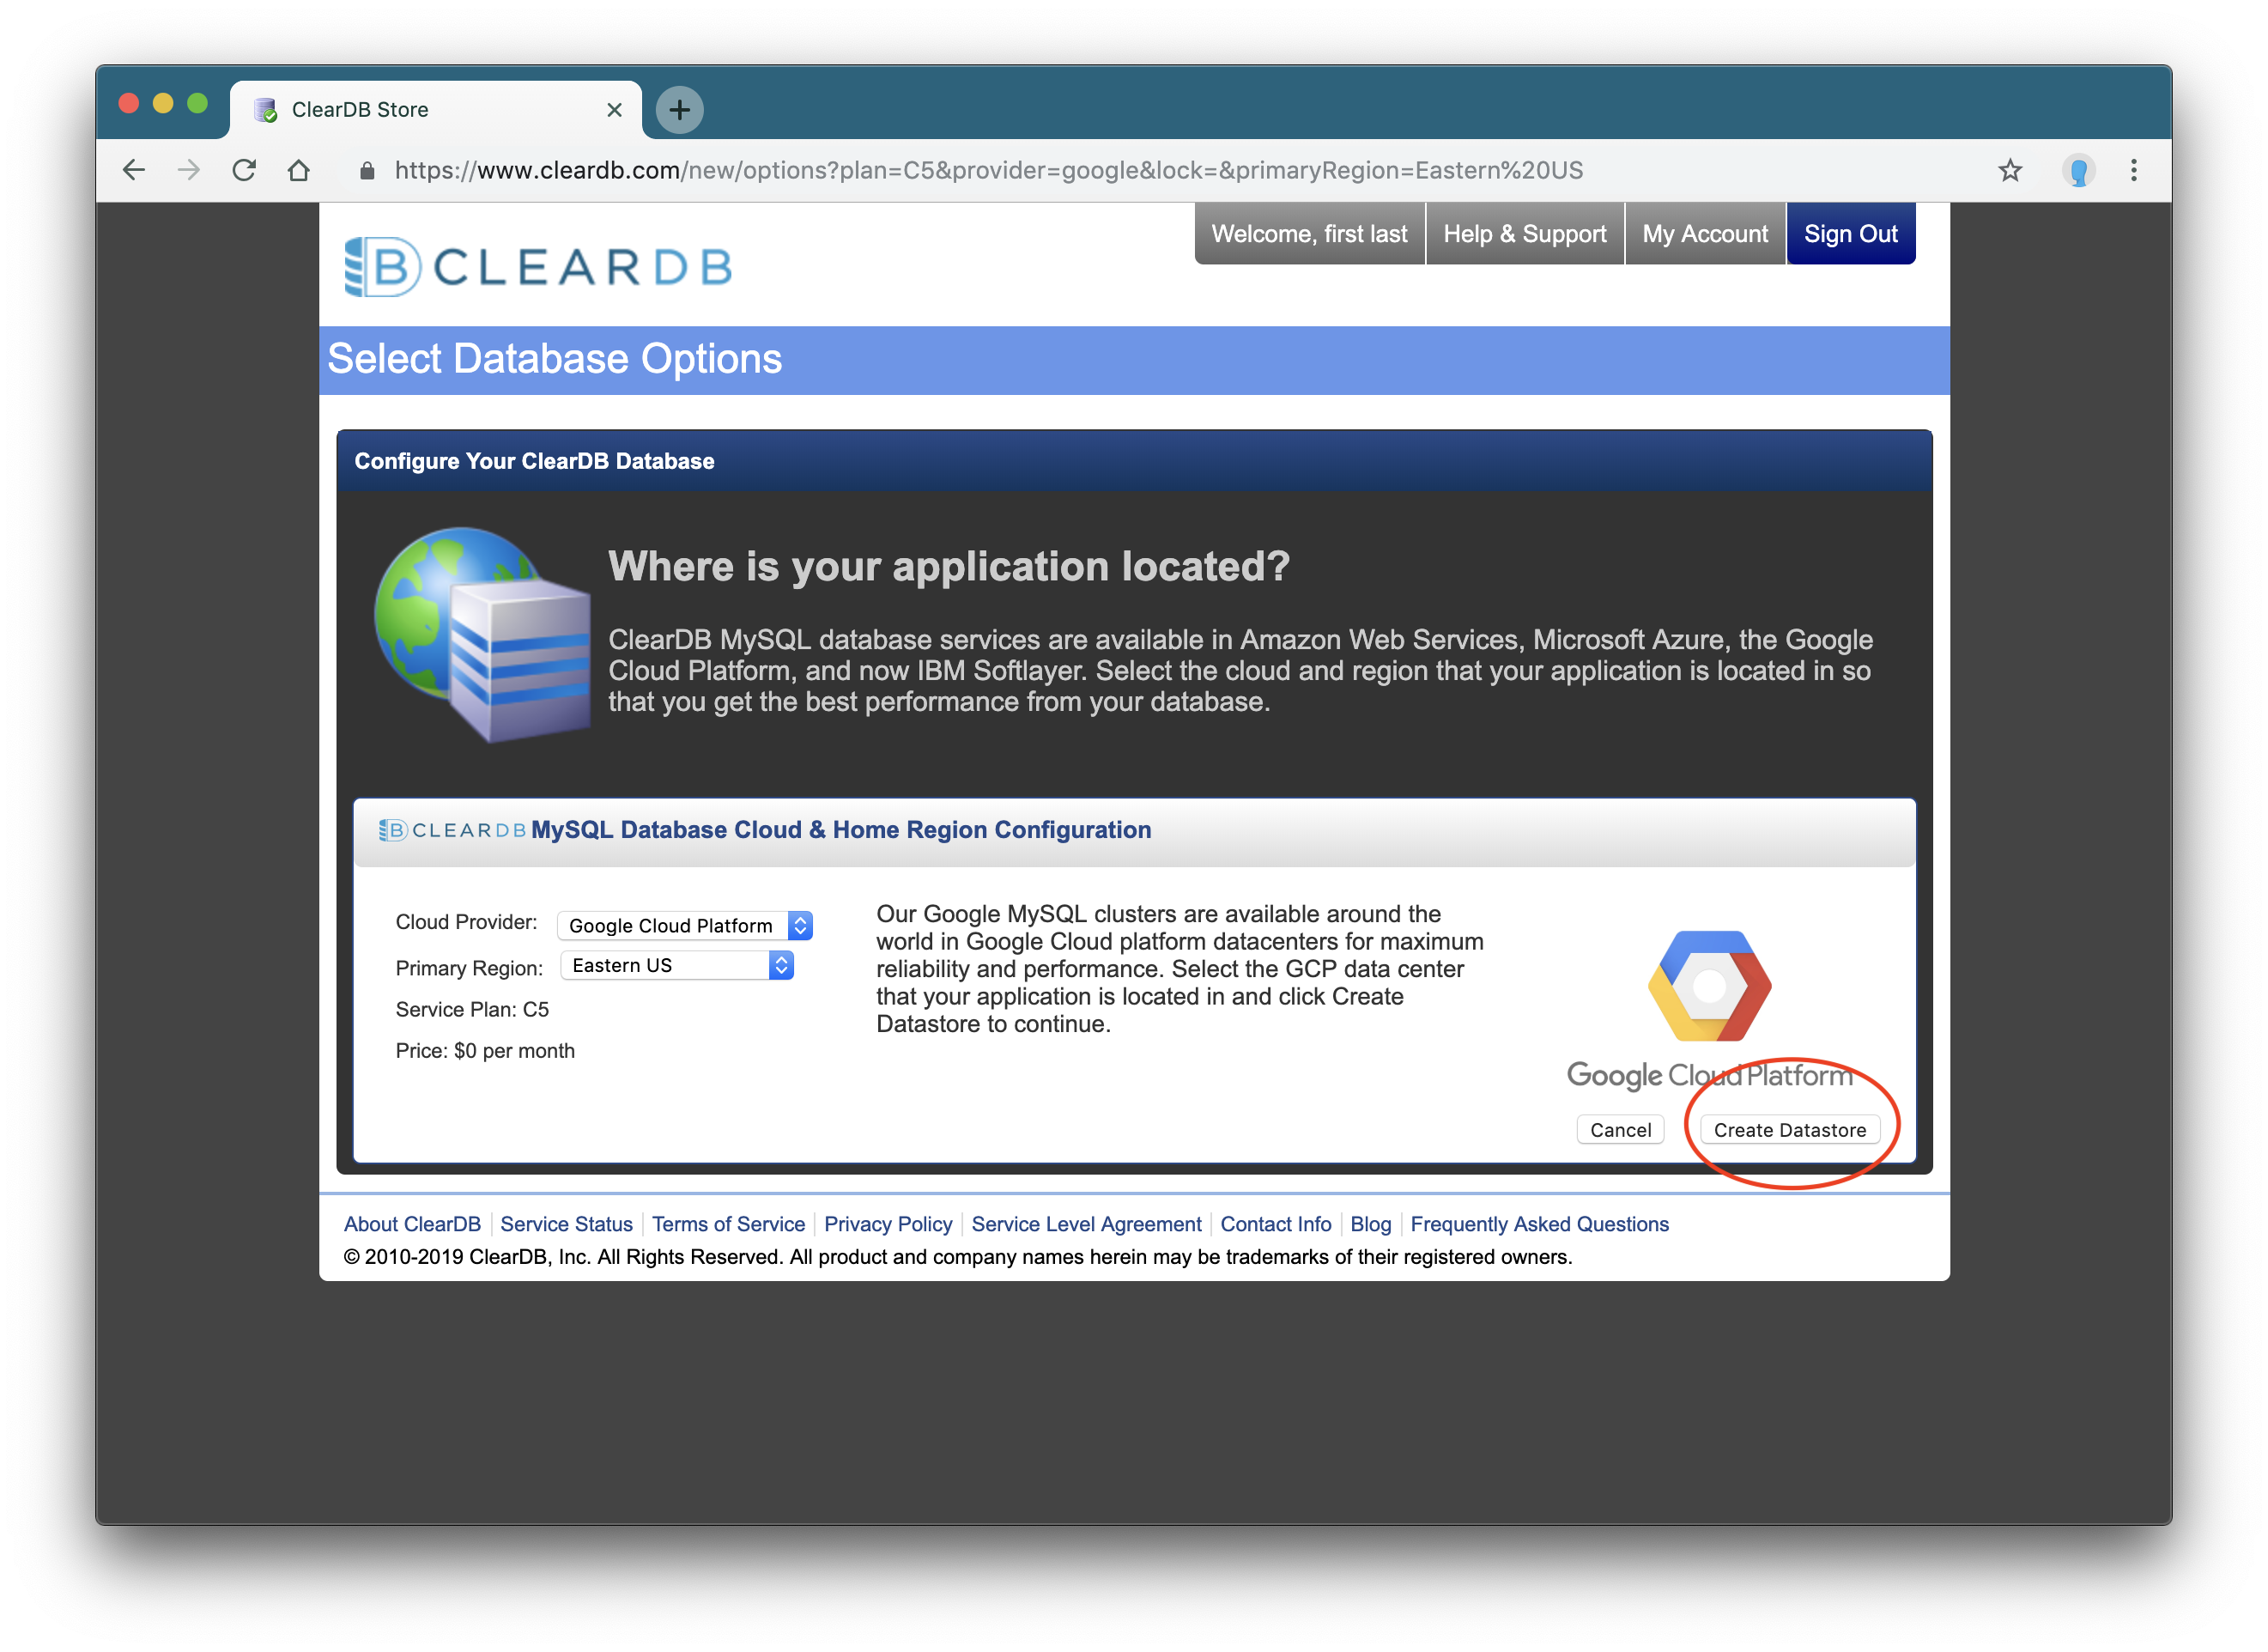 ClearDB Store
https://www.cleardb.com/new/options?plan=C5&provider=google&lock=&primaryRegion=Eastern%20US
Welcome, first last
Help & Support
My Account
Sign Out
B CLEARDB
Select Database Options
Configure Your ClearDB Database
Where is your application located?
ClearDB MySQL database services are available in Amazon Web Services, Microsoft Azure, the Google
Cloud Platform, and now IBM Softlayer. Select the cloud and region that your application is located in so
that you get the best performance from your database.
B CLEARDB MySQL Database Cloud & Home Region Configuration
Cloud Provider: Google Cloud Platform
Primary Region: Eastern US
Service Plan: C5
Price: $0 per month
Our Google MySQL clusters are available around the
world in Google Cloud platform datacenters for maximum
reliability and performance. Select the GCP data center
that your application is located in and click Create
Datastore to continue.
Google Cloud Platform
Cancel
Create Datastore
About ClearDB Service Status Terms of Service Privacy Policy Service Level Agreement Contact Info Blog Frequently Asked Questions
© 2010-2019 ClearDB, Inc. All Rights Reserved. All product and company names herein may be trademarks of their registered owners.